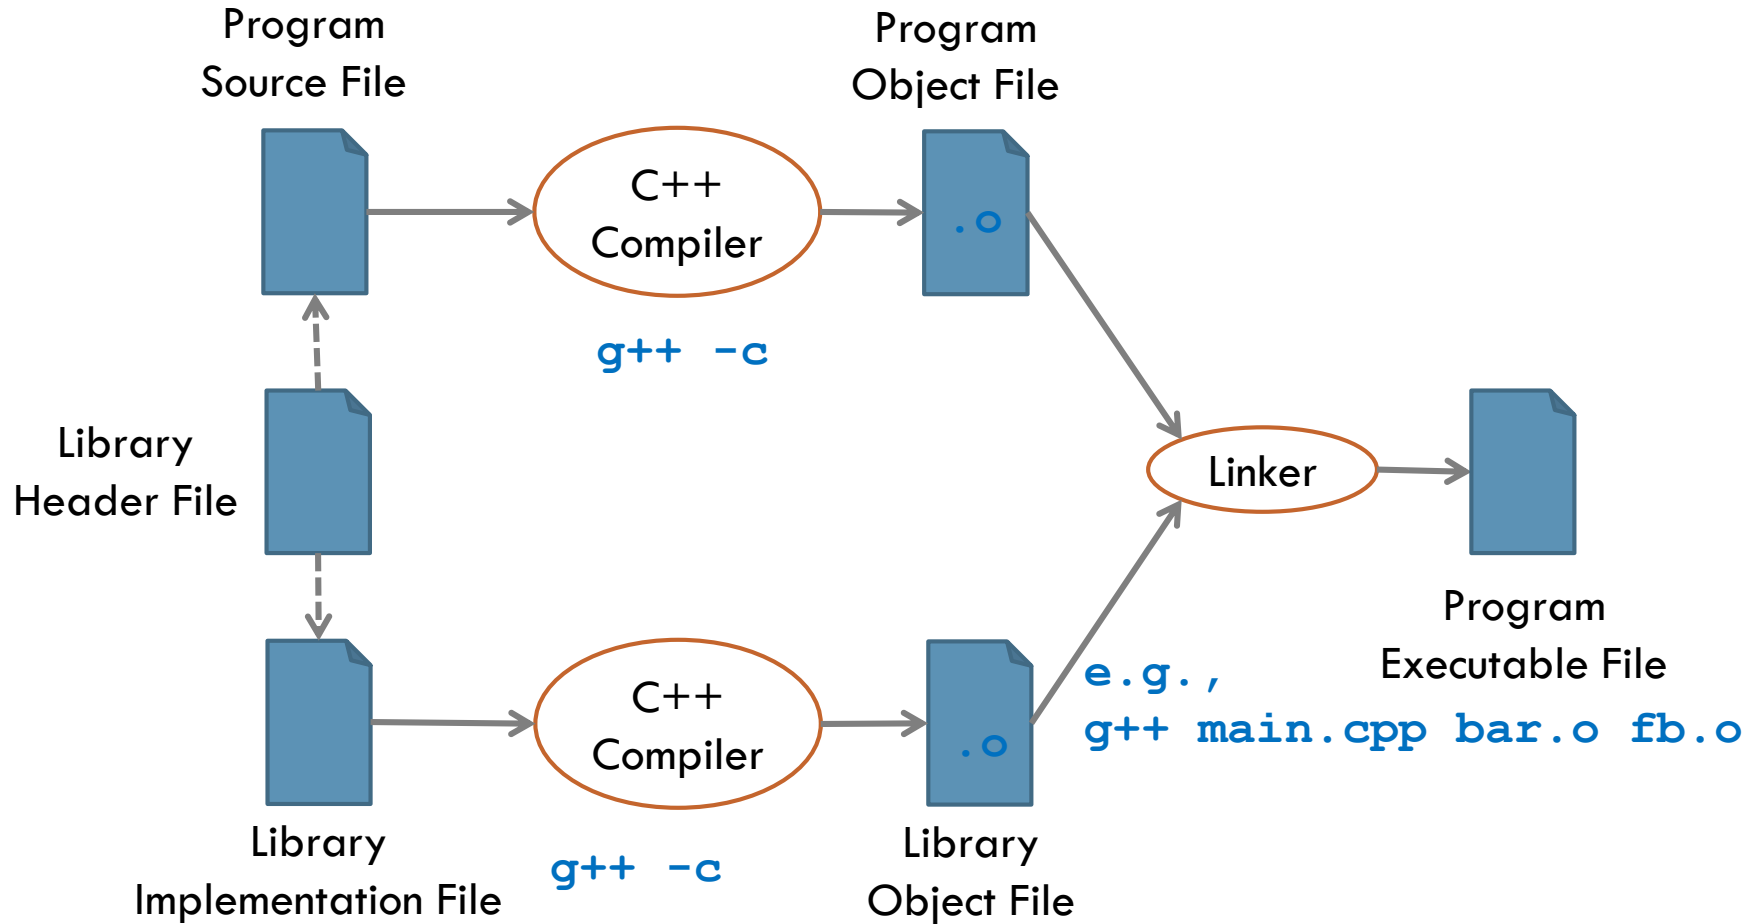 Program
Source File
Program
Object File
C++
Compiler
.o
g++ -c
Library
Header File
Linker
Program
Executable File
C++
Compiler
.o
e.g.,
g++ main.cpp bar.o fb.o
Library
Implementation File
g++ -c
Library
Object File